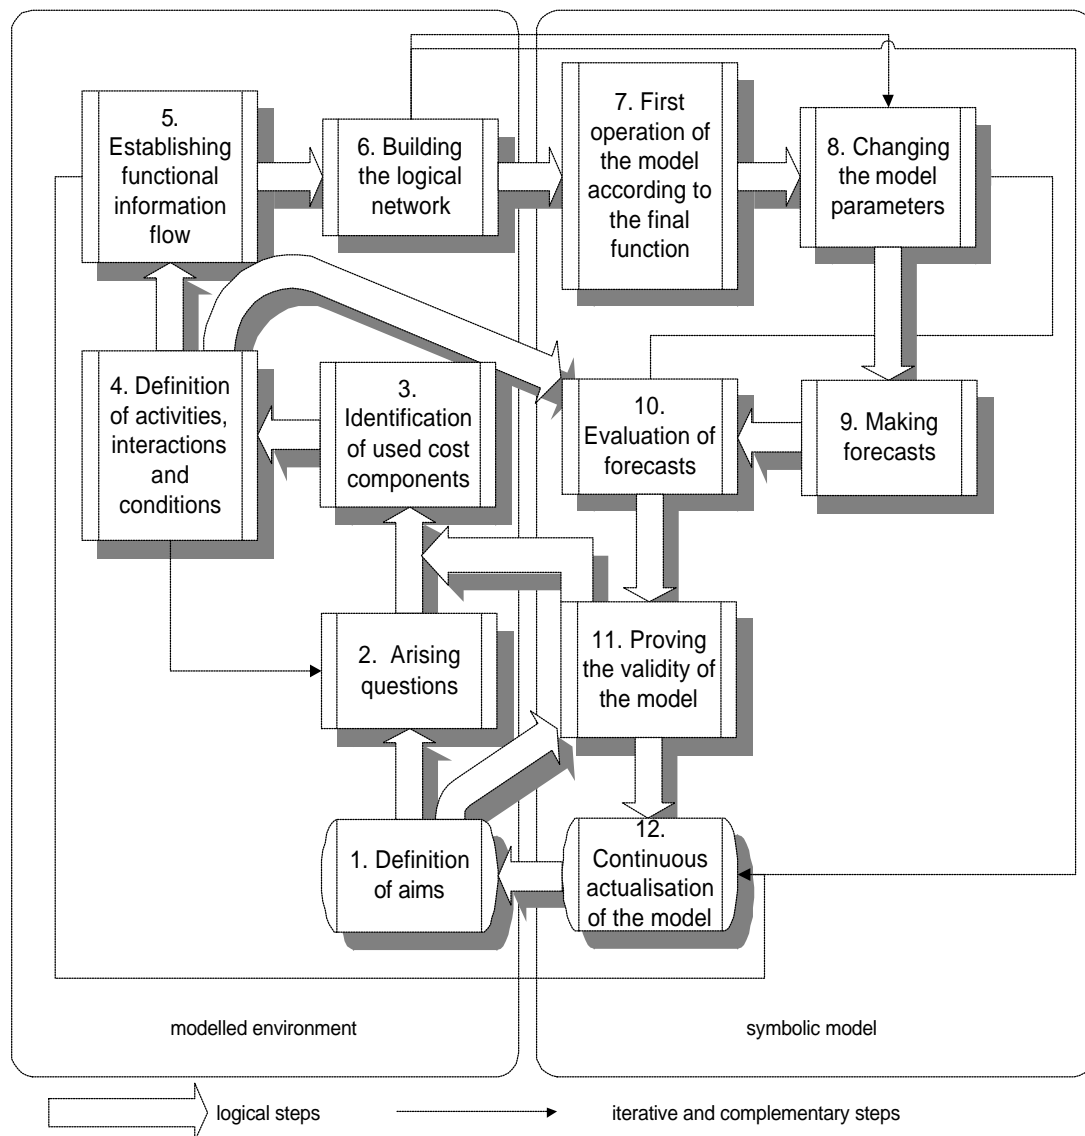 5.
Establishing
functional
information
flow
6. Building
the logical
network
7. First
operation of
the model
according to
the final
function
8. Changing
the model
parameters
4. Definition
of activities,
interactions
and
conditions
3.
Identification
of used cost
components
10.
Evaluation of
forecasts
9. Making
forecasts
2. Arising
questions
11. Proving
the validity of
the model
1. Definition
of aims
12.
Continuous
actualisation
of the model
modelled environment
symbolic model
logical steps
iterative and complementary steps